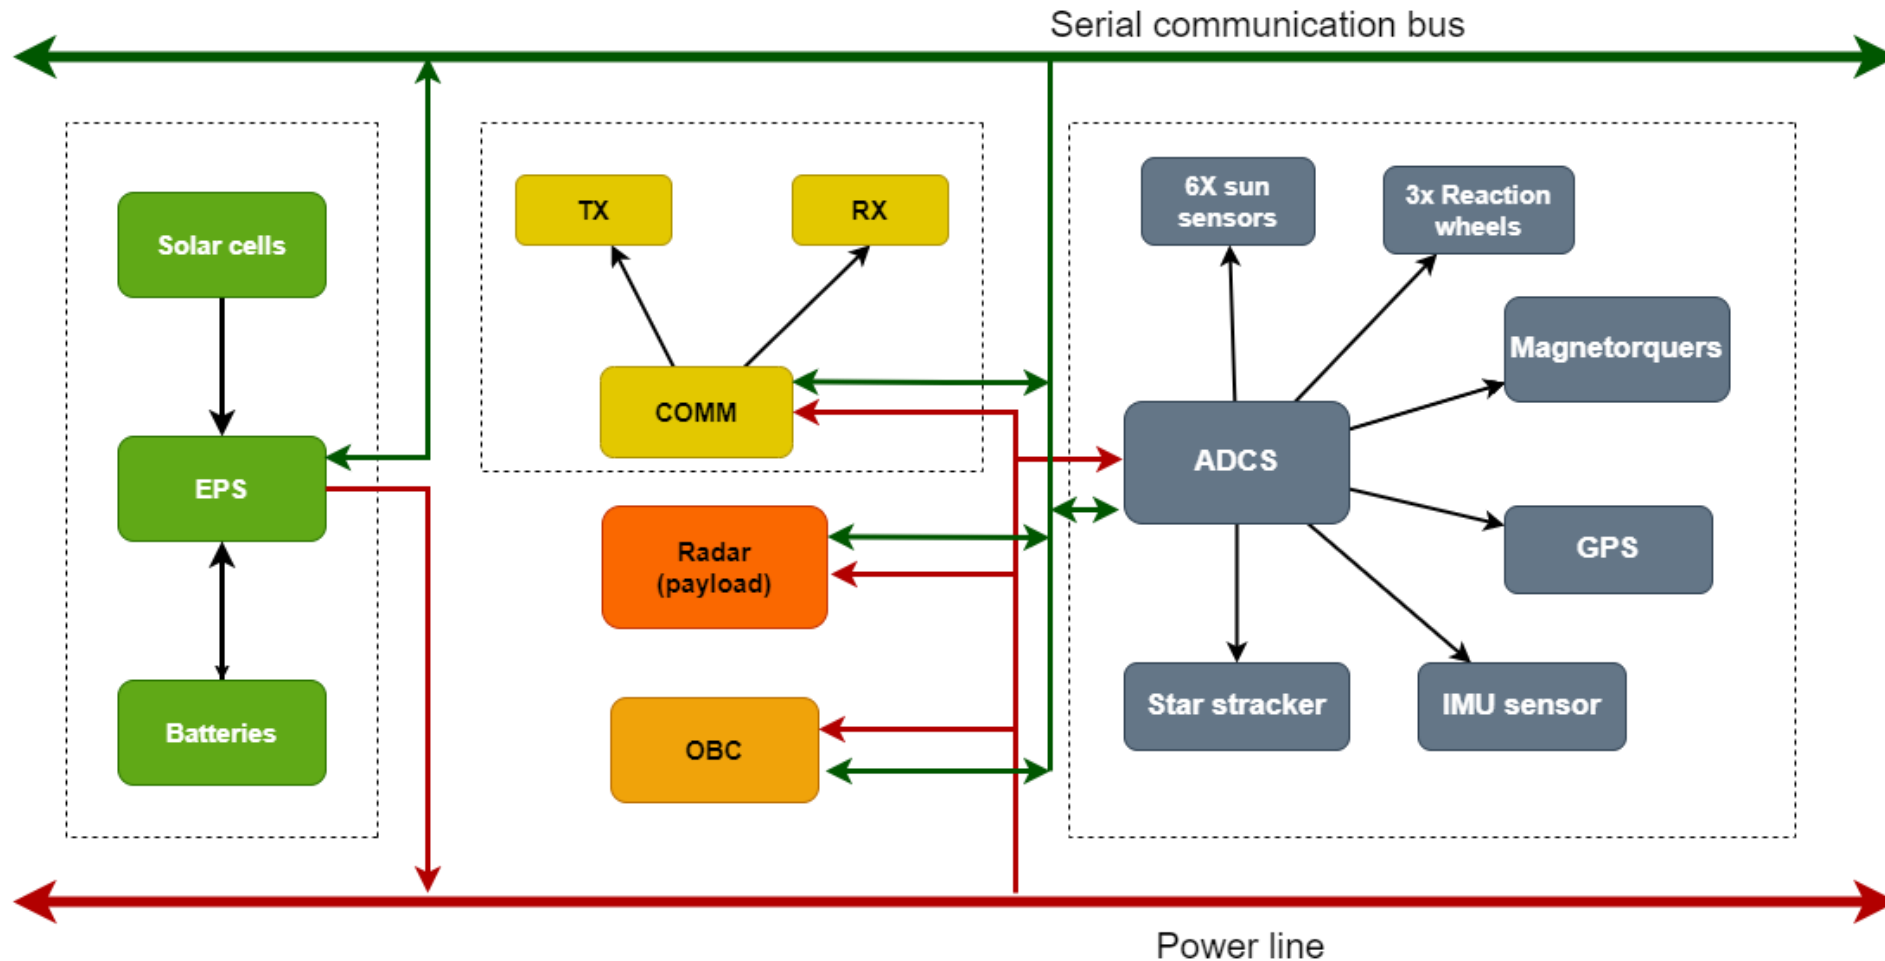 Serial communication bus
Solar cells
EPS
Batteries
TX
RX
COMM
Radar
(payload)
OBC
6X sun
sensors
3x Reaction
wheels
Magnetorquers
ADCS
GPS
Star stracker
IMU sensor
Power line